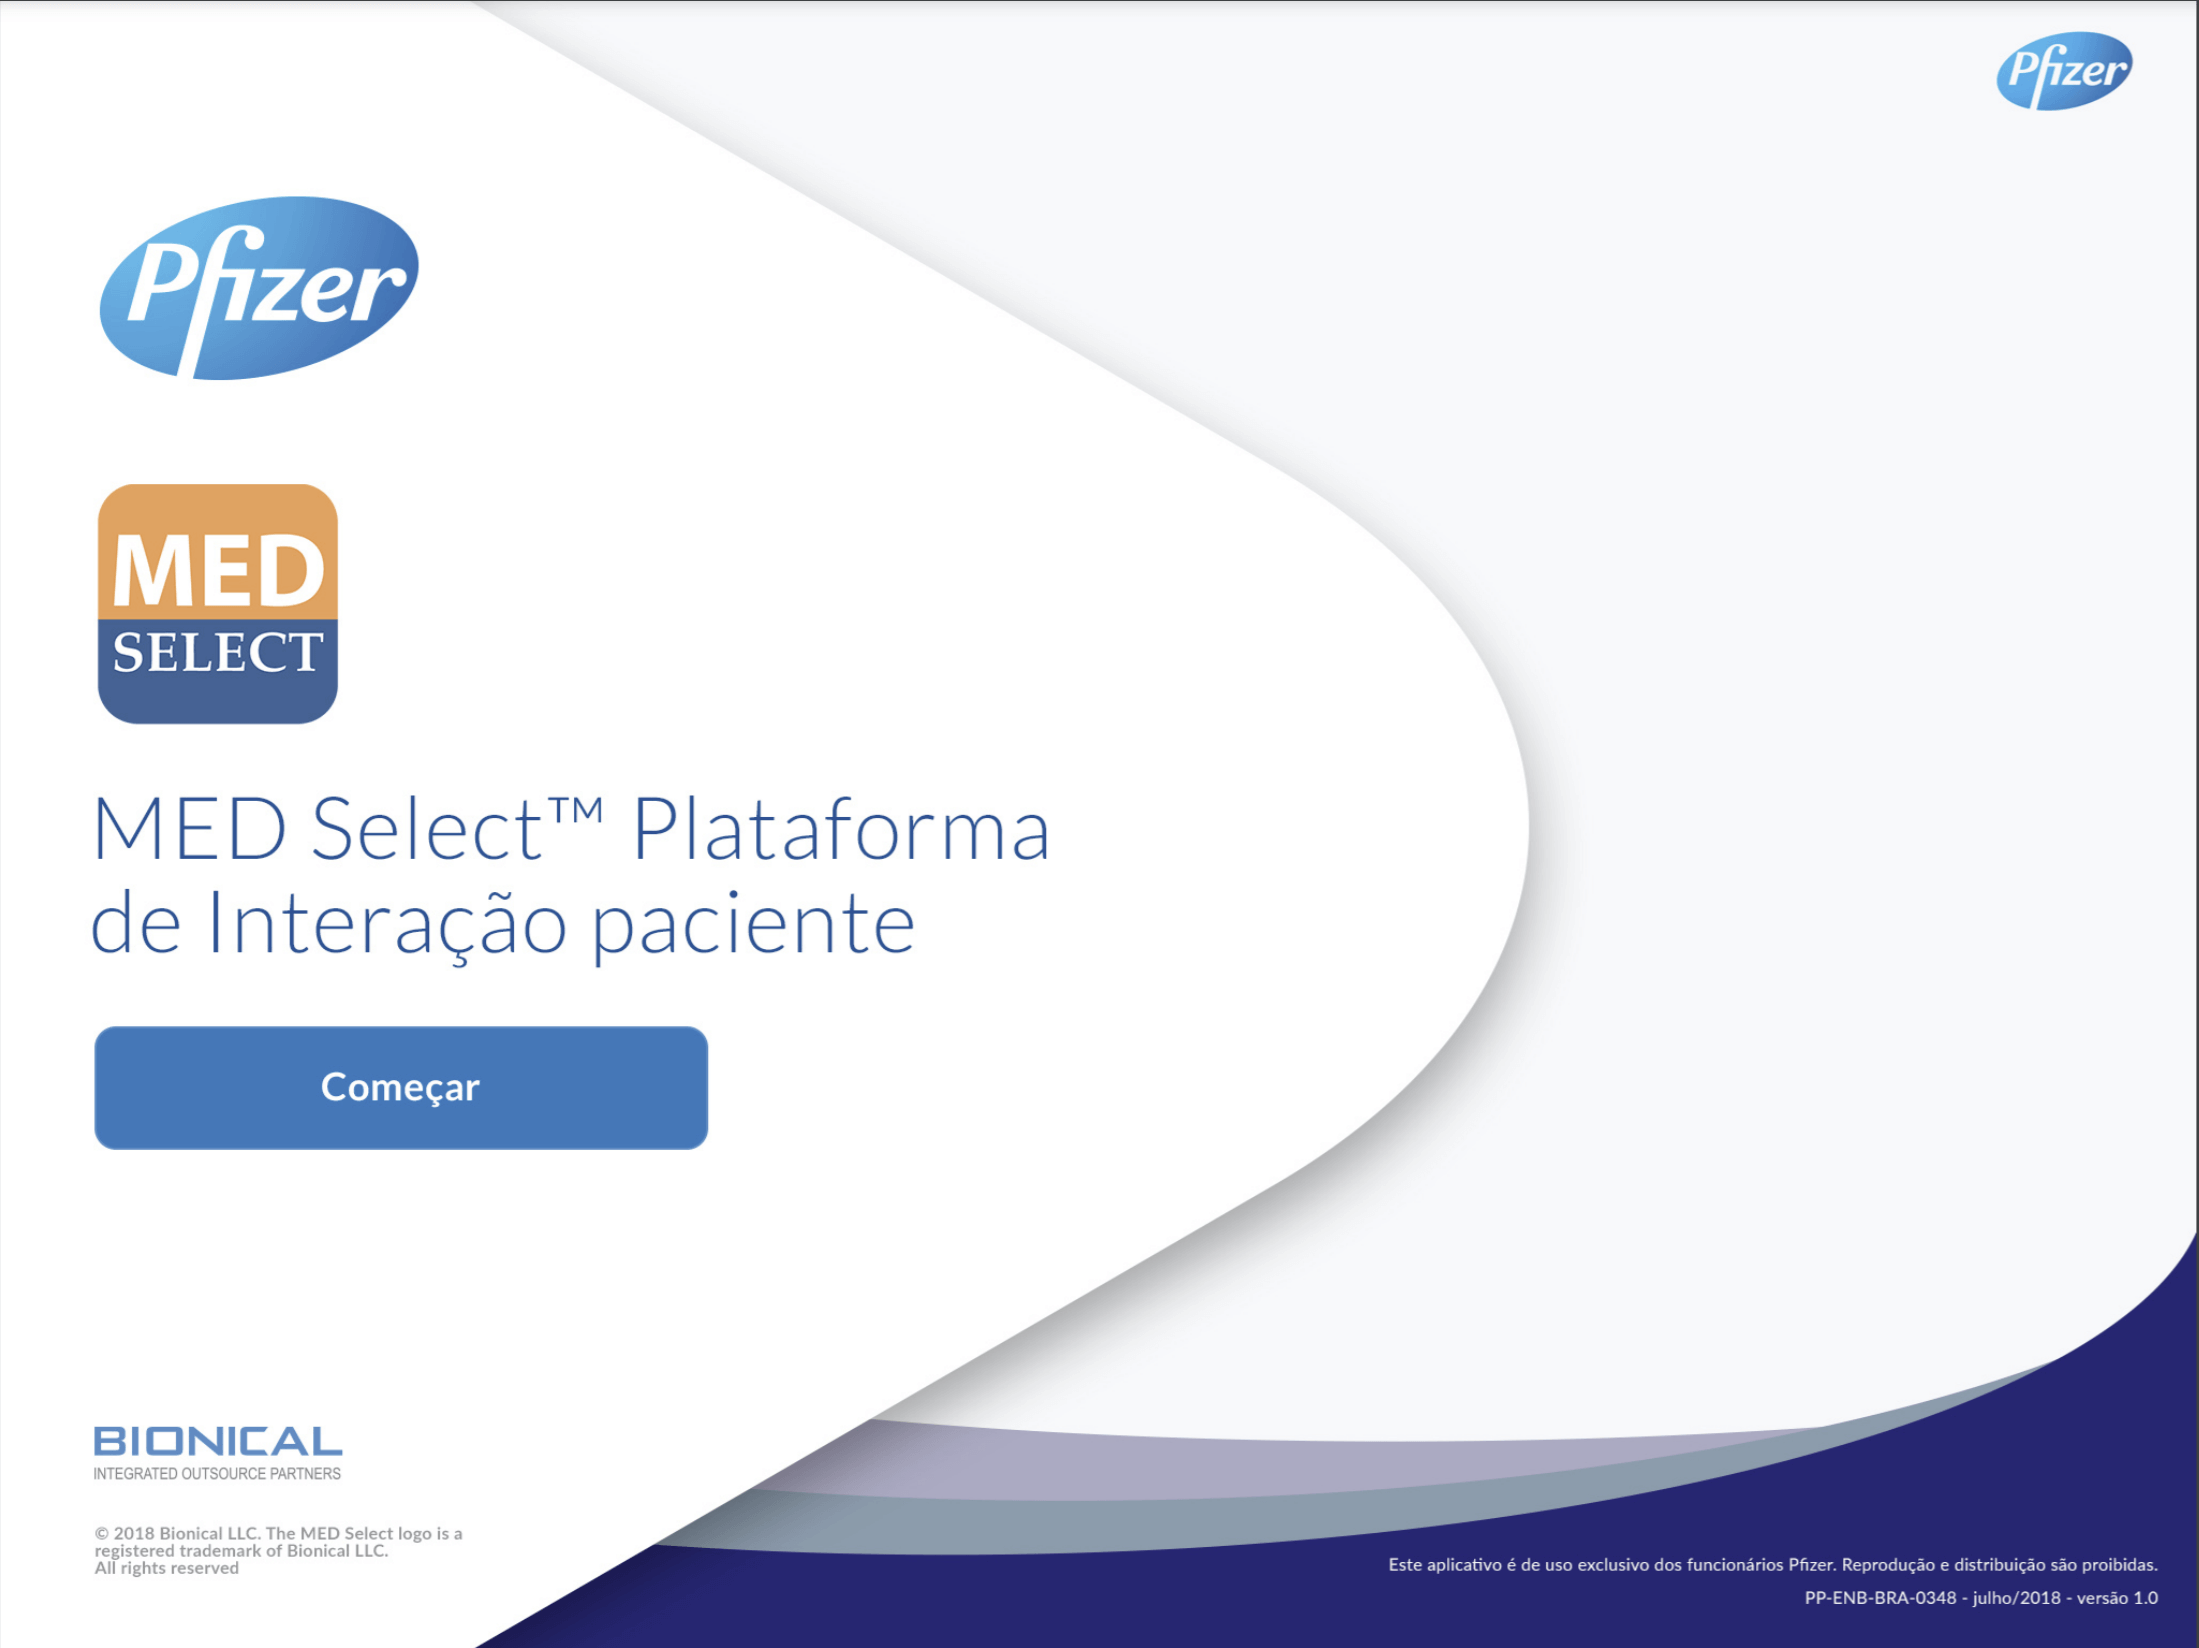 Pfizer
Pfizer
MED
SELECT
MED Select™ Plataforma
de Interação paciente
Começar
BIONICAL
INTEGRATED OUTSOURCE PARTNERS
© 2018 Bionical LLC. The MED Select logo is a
registered trademark of Bionical LLC.
All rights reserved
Este aplicativo é de uso exclusivo dos funcionários Pfizer. Reprodução e distribuição são proibidas.
PP-ENB-BRA-0348 - julho/2018 - versão 1.0